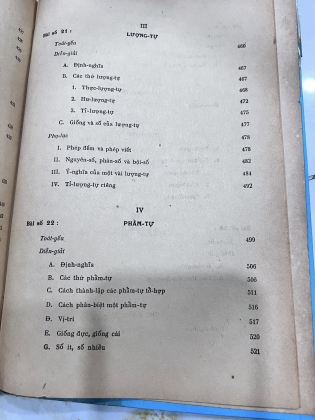 III
Bài số 21 : LƯỢNG-TỰ
Toát-yếu 466
Diễn-giải
A. Định-nghĩa 467
B. Các thứ lượng-tự 467
1. Thực-lượng-tự 468
2. Hư-lượng-tự 472
3. Tỉ-lượng-tự 475
C. Giống và số của lượng-tự 477
Phụ-lục 478
I. Phép đếm và phép viết 478
II. Nguyên-số, phân-số và bội-số 482
III. Ý-nghĩa của một vài lượng-tự 484
IV. Tỉ-lượng-tự riêng 492
IV
Bài số 22 : PHẨM-TỰ
Toát-yếu 499
Diễn-giải
A. Định-nghĩa 506
B. Các thứ phẩm-tự 506
C. Cách thành-lập các phẩm-tự tổ-hợp 511
D. Cách phân-biệt một phẩm-tự 516
Đ. Vị-trí 517
E. Giống đực, giống cái 520
G. Số ít, số nhiều 521